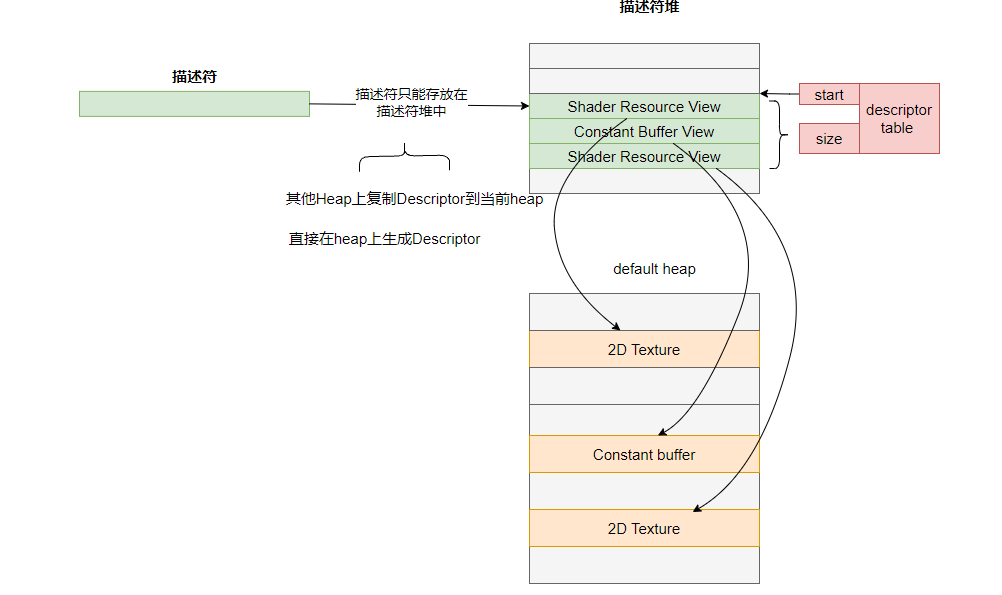 描述符堆
描述符
描述符只能存放在
描述符堆中
Shader Resource View
Constant Buffer View
Shader Resource View
start
size
descriptor
table
其他Heap上复制Descriptor到当前heap
直接在heap上生成Descriptor
default heap
2D Texture
Constant buffer
2D Texture